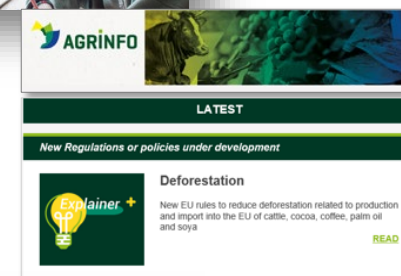 AGRINFO
LATEST
New Regulations or policies under development
Explainer +
Deforestation
New EU rules to reduce deforestation related to production
and import into the EU of cattle, cocoa, coffee, palm oil
and soya
READ